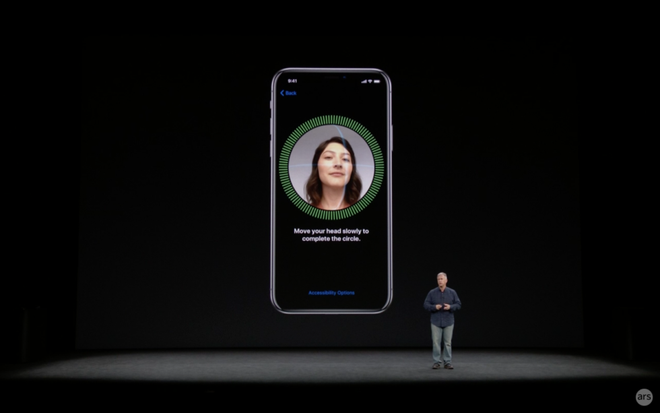 9:41
Back
Move your head slowly to
complete the circle.
Accessibility Options
ars